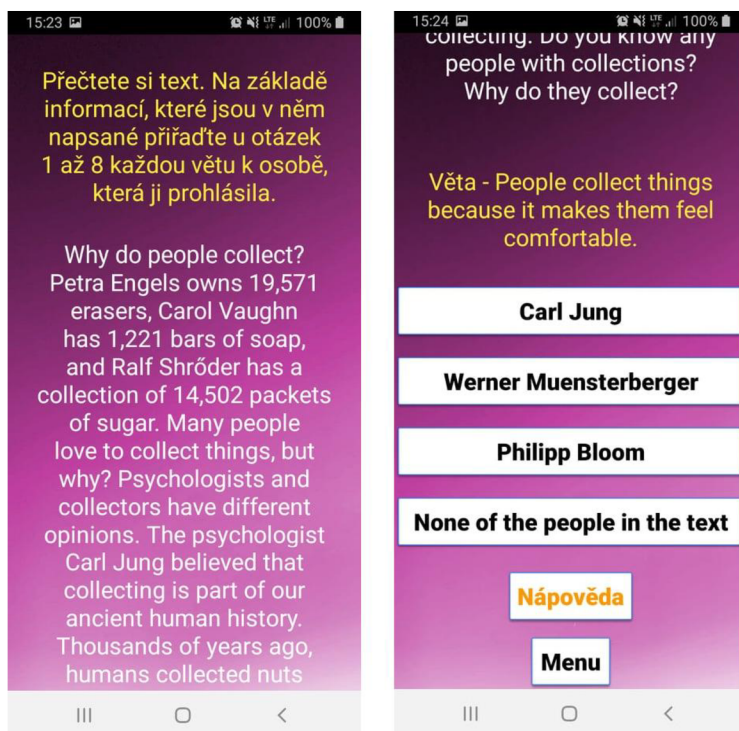 15:23 LTE 100%
Přečtete si text. Na základě
informací, které jsou v něm
napsané přiřaďte u otázek
1 až 8 každou větu k osobě,
která ji prohlásila.
Why do people collect?
Petra Engels owns 19,571
erasers, Carol Vaughn
has 1,221 bars of soap,
and Ralf Shrőder has a
collection of 14,502 packets
of sugar. Many people
love to collect things, but
why? Psychologists and
collectors have different
opinions. The psychologist
Carl Jung believed that
collecting is part of our
ancient human history.
Thousands of years ago,
humans collected nuts
15:24 LTE 100%
collecting. Do you know any
people with collections?
Why do they collect?
Věta - People collect things
because it makes them feel
comfortable.
Carl Jung
Werner Muensterberger
Philipp Bloom
None of the people in the text
Nápověda
Menu